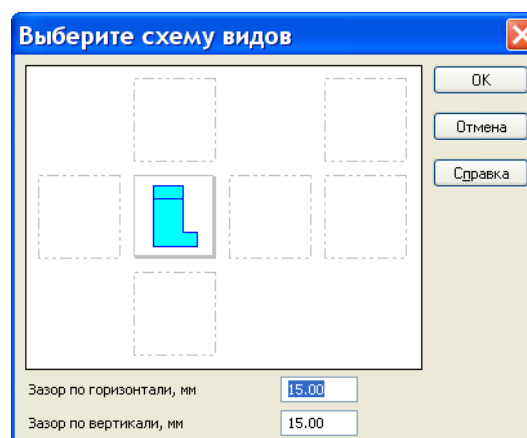 Выберите схему видов
OK
Отмена
Справка
Зазор по горизонтали, мм
15.00
Зазор по вертикали, мм
15.00